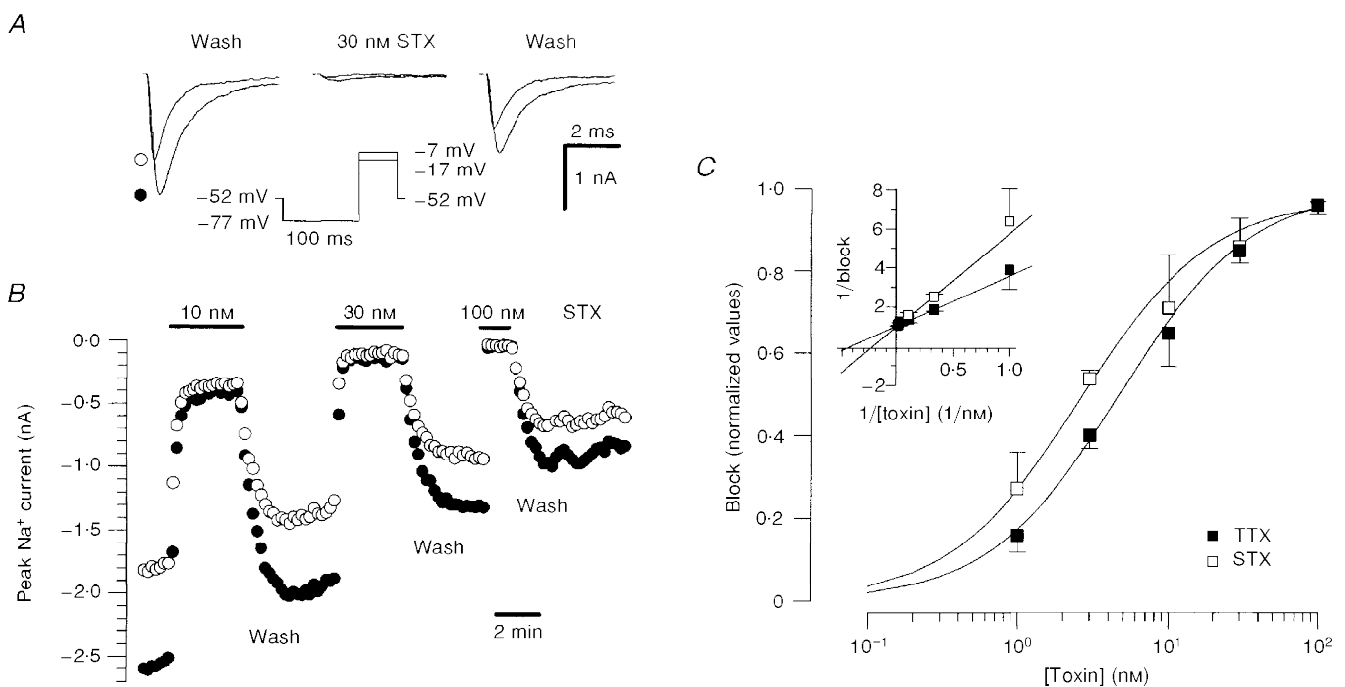 A
Wash
30 nM STX
Wash
2 ms
1 nA
−7 mV
−17 mV
−52 mV
−52 mV
−77 mV
100 ms
B
10 nM
30 nM
100 nM
STX
Peak Na⁺ current (nA)
0·0
−0·5
−1·0
−1·5
−2·0
−2·5
Wash
Wash
Wash
2 min
C
Block (normalized values)
1·0
0·8
0·6
0·4
0·2
0
1/block
8
6
4
2
−2
0·5
1·0
1/[toxin] (1/nM)
TTX
STX
10⁻¹
10⁰
10¹
10²
[Toxin] (nM)